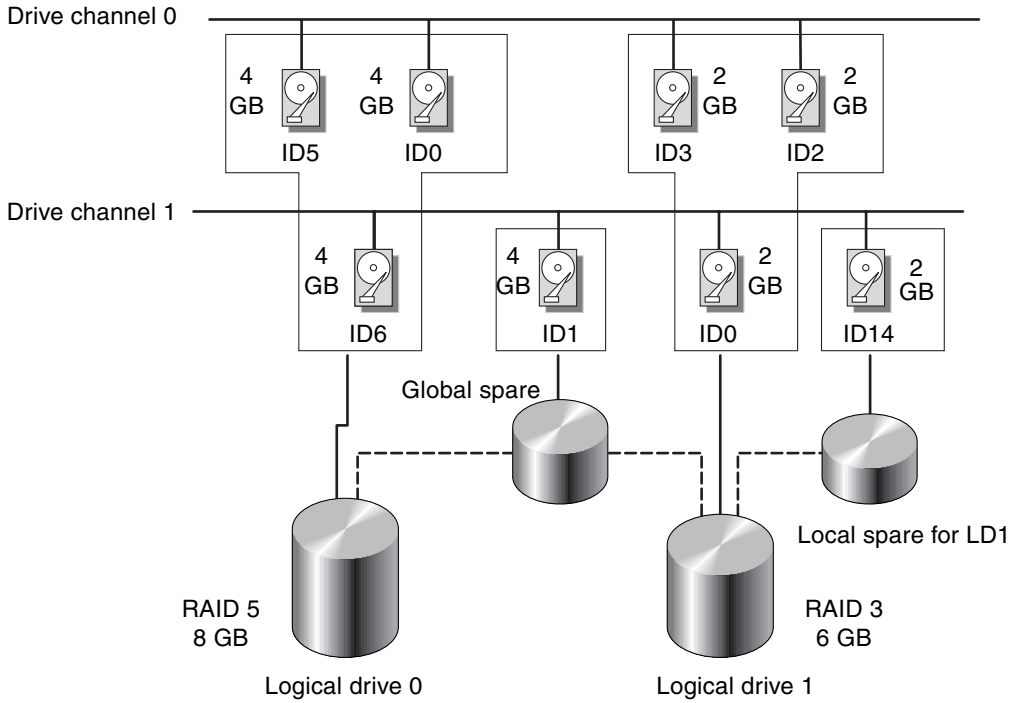 Drive channel 0
4
GB
4
GB
2
GB
2
GB
ID5
ID0
ID3
ID2
Drive channel 1
4
GB
4
GB
2
GB
2
GB
ID6
ID1
ID0
ID14
Global spare
Local spare for LD1
RAID 5
8 GB
RAID 3
6 GB
Logical drive 0
Logical drive 1